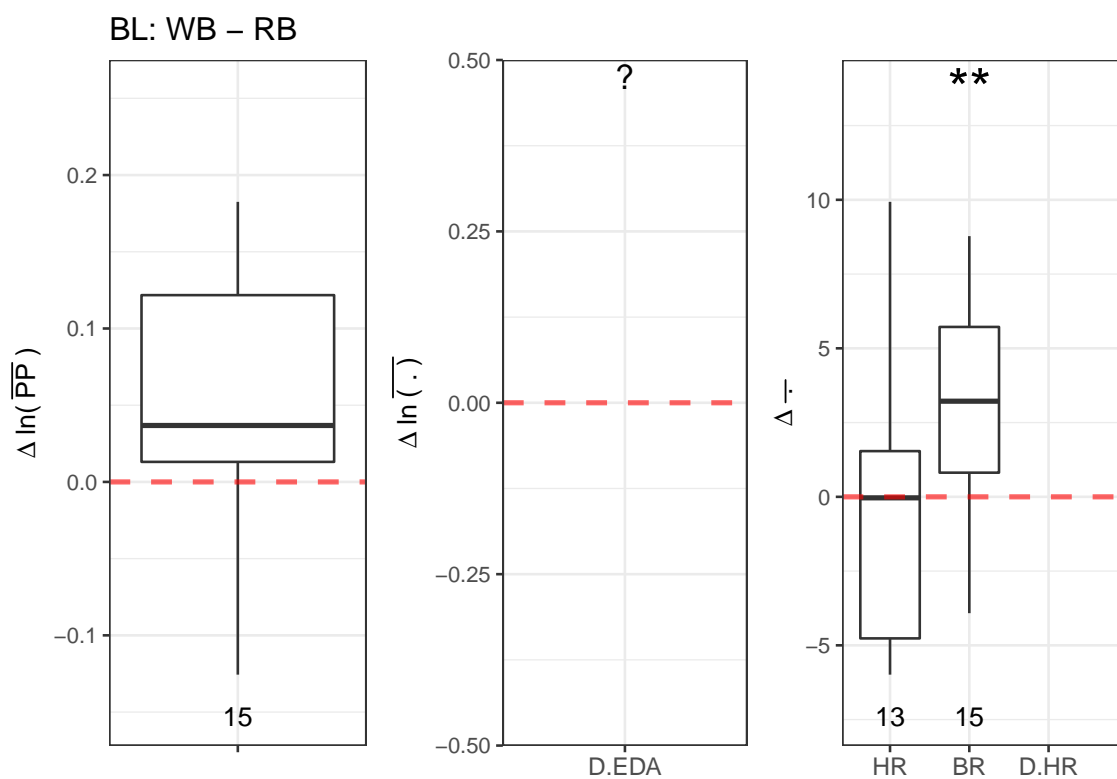 BL: WB − RB
Δ ln( PP )
0.2
0.1
0.0
−0.1
15
Δ ln ( . )
0.50
0.25
0.00
−0.25
−0.50
?
D.EDA
Δ .
10
5
0
−5
**
13
15
HR
BR
D.HR